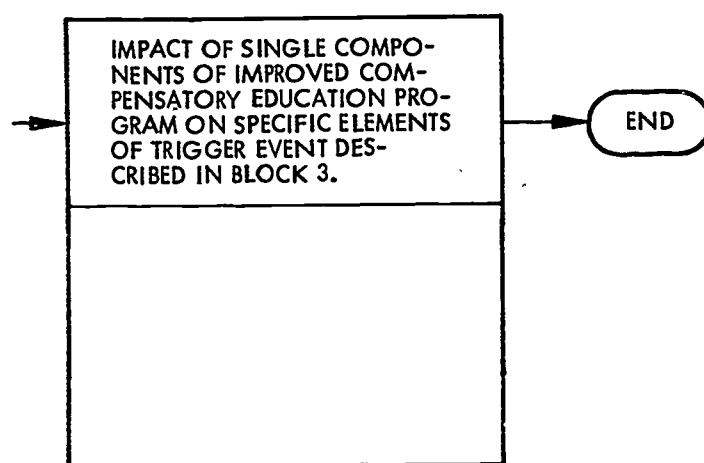 IMPACT OF SINGLE COMPO-
NENTS OF IMPROVED COM-
PENSATORY EDUCATION PRO-
GRAM ON SPECIFIC ELEMENTS
OF TRIGGER EVENT DES-
CRIBED IN BLOCK 3.
END